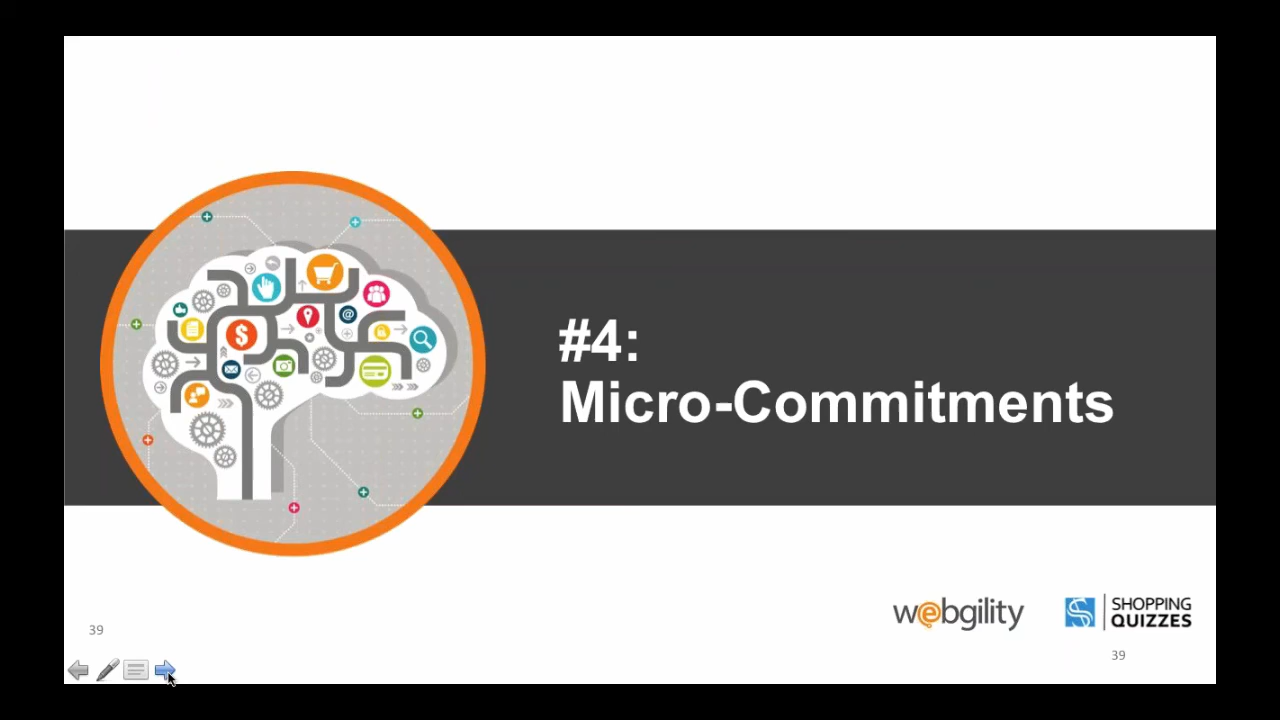 #4:
Micro-Commitments
webgility
SHOPPING
QUIZZES
39
39